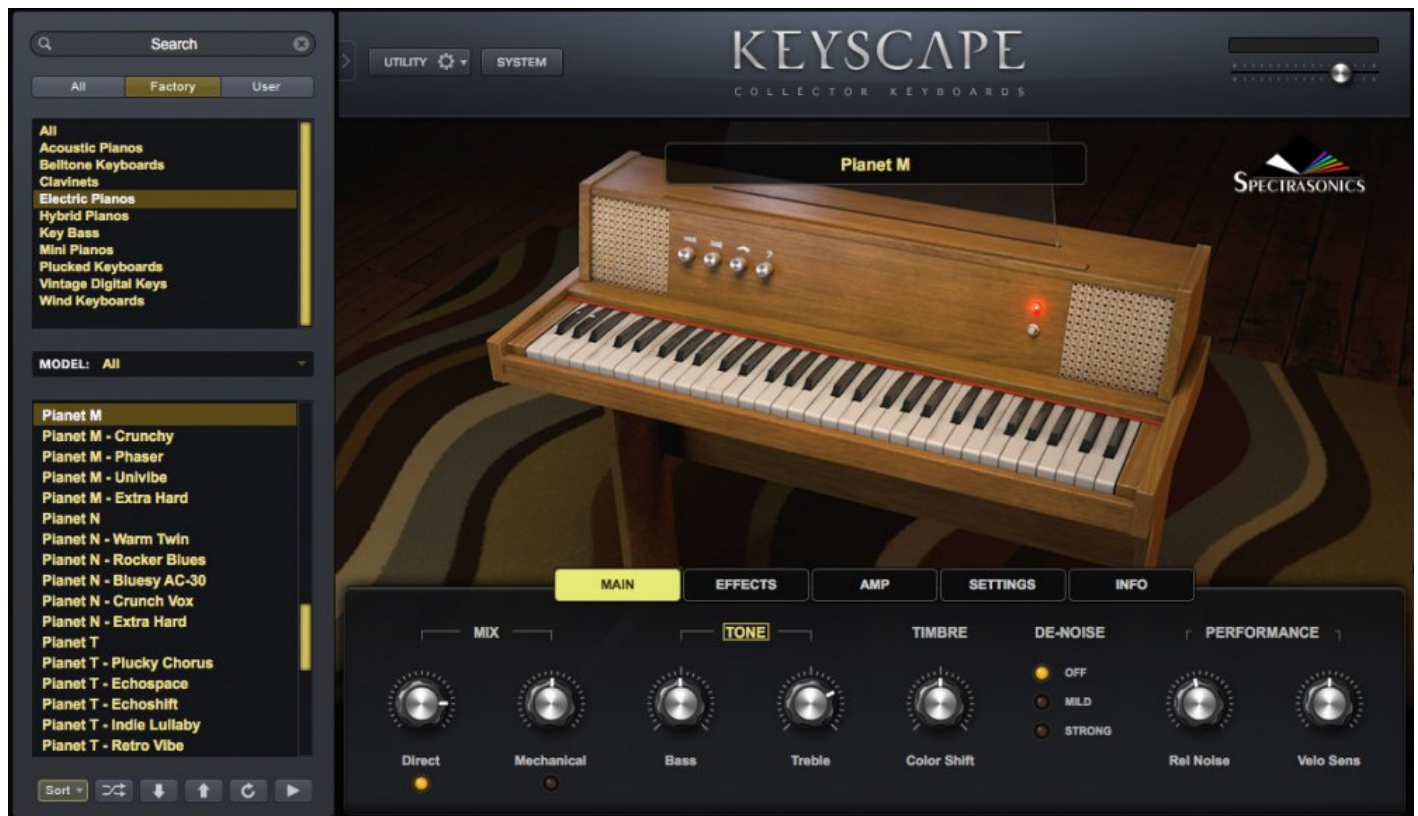 Search
All Factory User
All
Acoustic Pianos
Belltone Keyboards
Clavinets
Electric Pianos
Hybrid Pianos
Key Bass
Mini Pianos
Plucked Keyboards
Vintage Digital Keys
Wind Keyboards
MODEL: All
Planet M
Planet M - Crunchy
Planet M - Phaser
Planet M - Univibe
Planet M - Extra Hard
Planet N
Planet N - Warm Twin
Planet N - Rocker Blues
Planet N - Bluesy AC-30
Planet N - Crunch Vox
Planet N - Extra Hard
Planet T
Planet T - Plucky Chorus
Planet T - Echospace
Planet T - Echoshift
Planet T - Indie Lullaby
Planet T - Retro Vibe
Sort
UTILITY SYSTEM
KEYSCAPE
COLLECTOR KEYBOARDS
Planet M
SPECTRASONICS
MAIN EFFECTS AMP SETTINGS INFO
MIX TONE TIMBRE DE-NOISE PERFORMANCE
OFF
MILD
STRONG
Direct Mechanical Bass Treble Color Shift Rel Noise Velo Sens